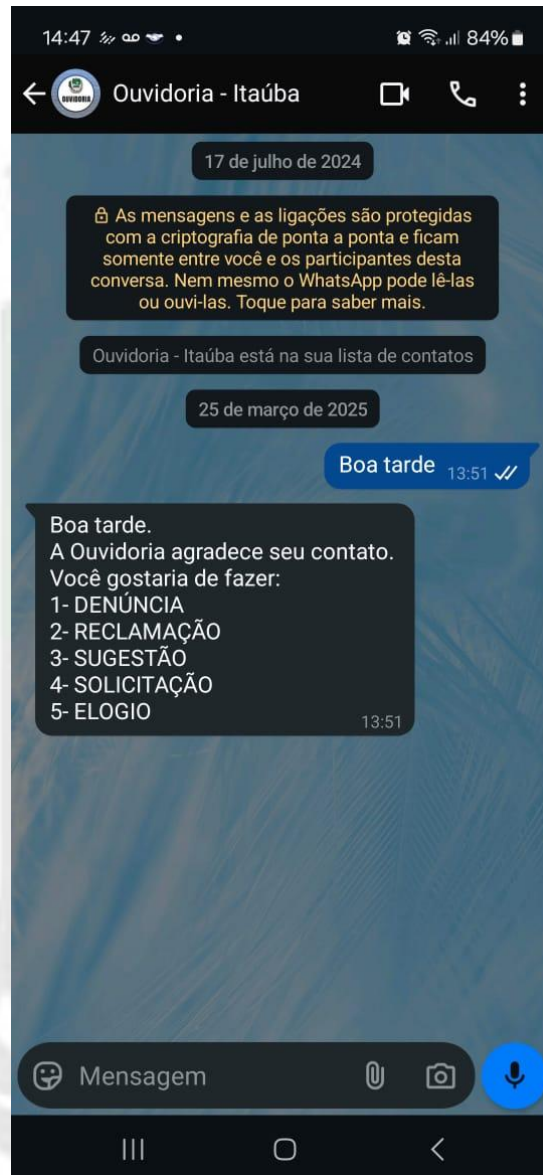 14:47
84%
OUVIDORIA
Ouvidoria - Itaúba
17 de julho de 2024
As mensagens e as ligações são protegidas
com a criptografia de ponta a ponta e ficam
somente entre você e os participantes desta
conversa. Nem mesmo o WhatsApp pode lê-las
ou ouvi-las. Toque para saber mais.
Ouvidoria - Itaúba está na sua lista de contatos
25 de março de 2025
Boa tarde 13:51
Boa tarde.
A Ouvidoria agradece seu contato.
Você gostaria de fazer:
1- DENÚNCIA
2- RECLAMAÇÃO
3- SUGESTÃO
4- SOLICITAÇÃO
5- ELOGIO
13:51
Mensagem